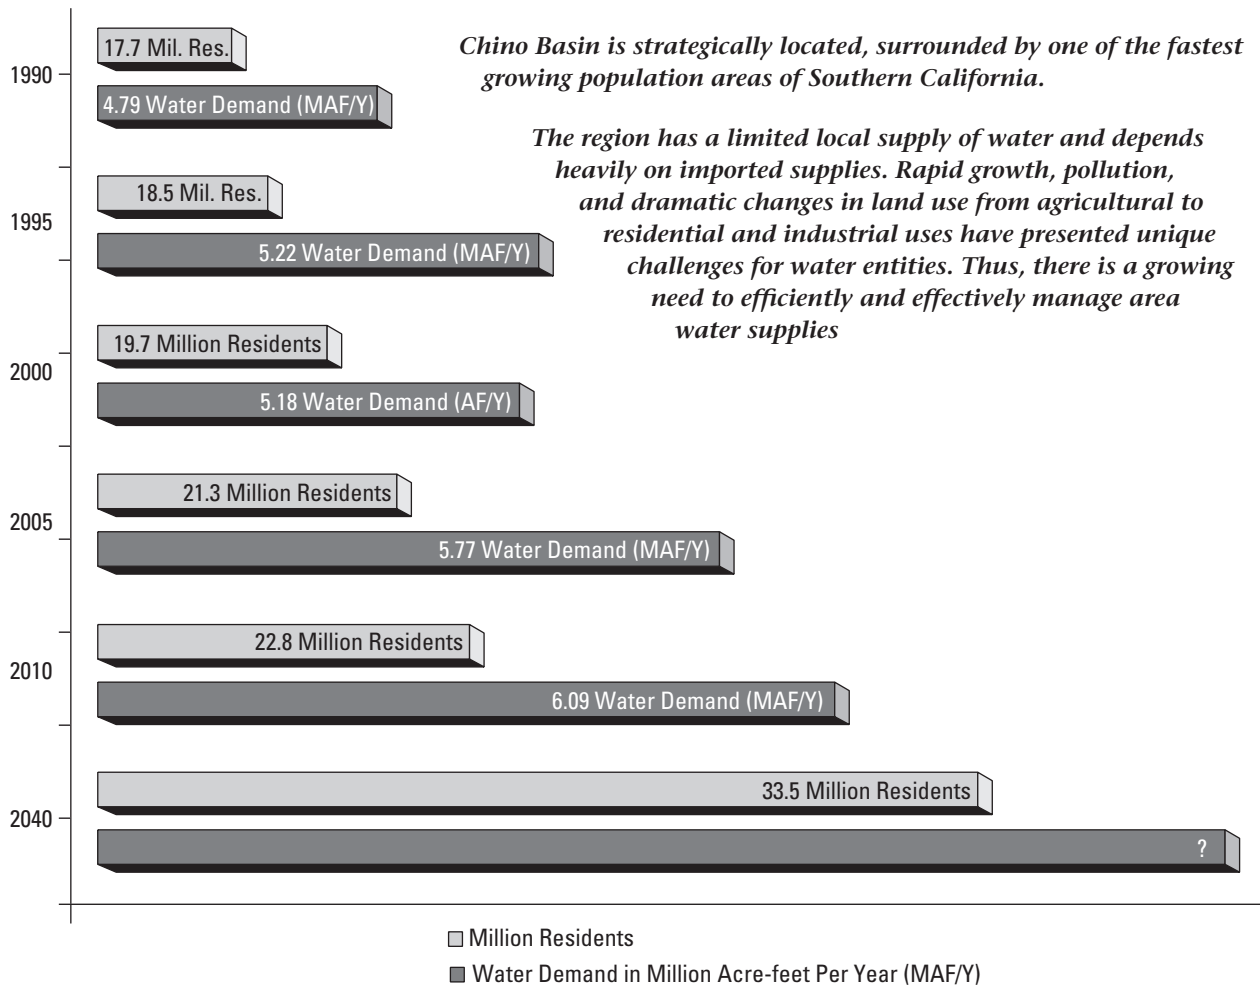 Chino Basin is strategically located, surrounded by one of the fastest
growing population areas of Southern California.
The region has a limited local supply of water and depends
heavily on imported supplies. Rapid growth, pollution,
and dramatic changes in land use from agricultural to
residential and industrial uses have presented unique
challenges for water entities. Thus, there is a growing
need to efficiently and effectively manage area
water supplies
1990
17.7 Mil. Res.
4.79 Water Demand (MAF/Y)
1995
18.5 Mil. Res.
5.22 Water Demand (MAF/Y)
2000
19.7 Million Residents
5.18 Water Demand (AF/Y)
2005
21.3 Million Residents
5.77 Water Demand (MAF/Y)
2010
22.8 Million Residents
6.09 Water Demand (MAF/Y)
2040
33.5 Million Residents
?
Million Residents
Water Demand in Million Acre-feet Per Year (MAF/Y)